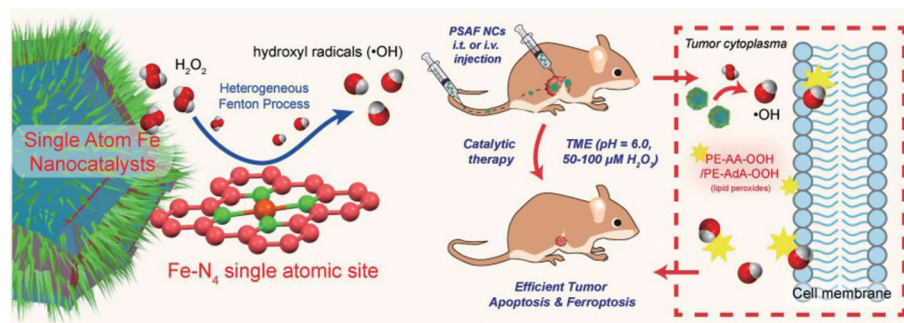 H₂O₂
hydroxyl radicals (•OH)
Heterogeneous
Fenton Process
Single Atom Fe
Nanocatalysts
Fe-N₄ single atomic site
PSAF NCs
i.t. or i.v.
injection
Catalytic
therapy
TME (pH = 6.0,
50-100 μM H₂O₂)
Efficient Tumor
Apoptosis & Ferroptosis
Tumor cytoplasma
•OH
PE-AA-OOH
/PE-AdA-OOH
(lipid peroxides)
Cell membrane